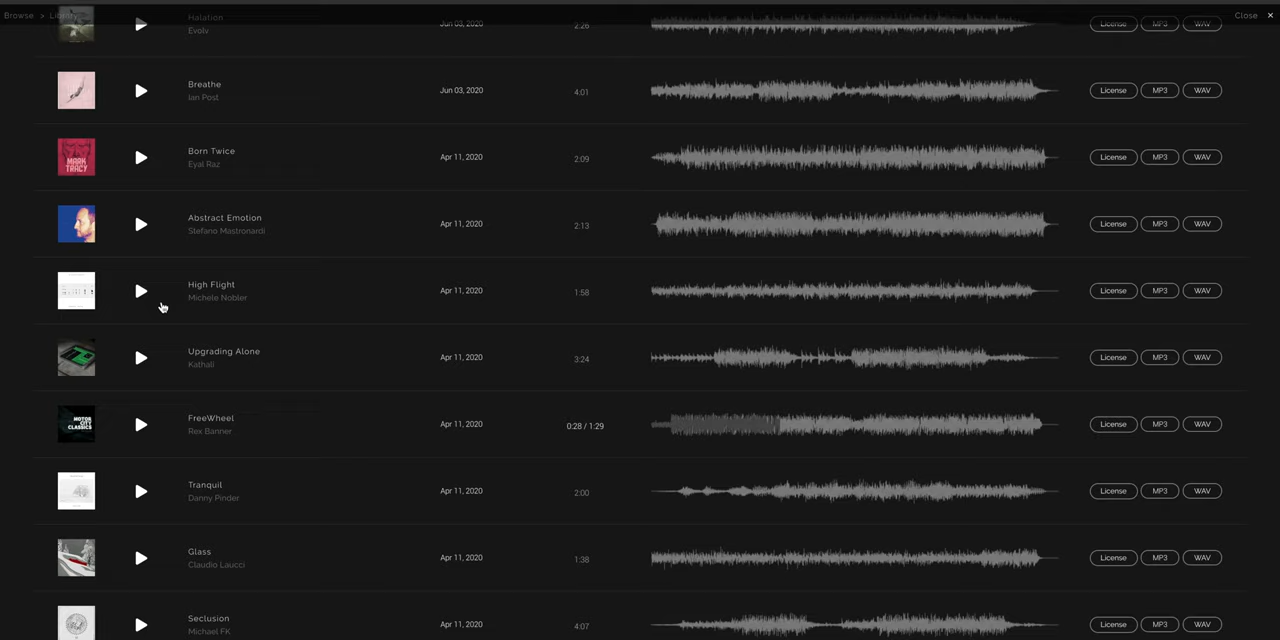 Browse > Library
Close ×
Halation
Evolv
Jun 03, 2020
2:26
License MP3 WAV
Breathe
Ian Post
Jun 03, 2020
4:01
License MP3 WAV
MARK
TRACY
Born Twice
Eyal Raz
Apr 11, 2020
2:09
License MP3 WAV
Abstract Emotion
Stefano Mastronardi
Apr 11, 2020
2:13
License MP3 WAV
High Flight
Michele Nobler
Apr 11, 2020
1:58
License MP3 WAV
Upgrading Alone
Kathali
Apr 11, 2020
3:24
License MP3 WAV
MOTOR
CITY
CLASSICS
FreeWheel
Rex Banner
Apr 11, 2020
0:28 / 1:29
License MP3 WAV
Tranquil
Danny Pinder
Apr 11, 2020
2:00
License MP3 WAV
Glass
Claudio Laucci
Apr 11, 2020
1:38
License MP3 WAV
Seclusion
Michael FK
Apr 11, 2020
4:07
License MP3 WAV